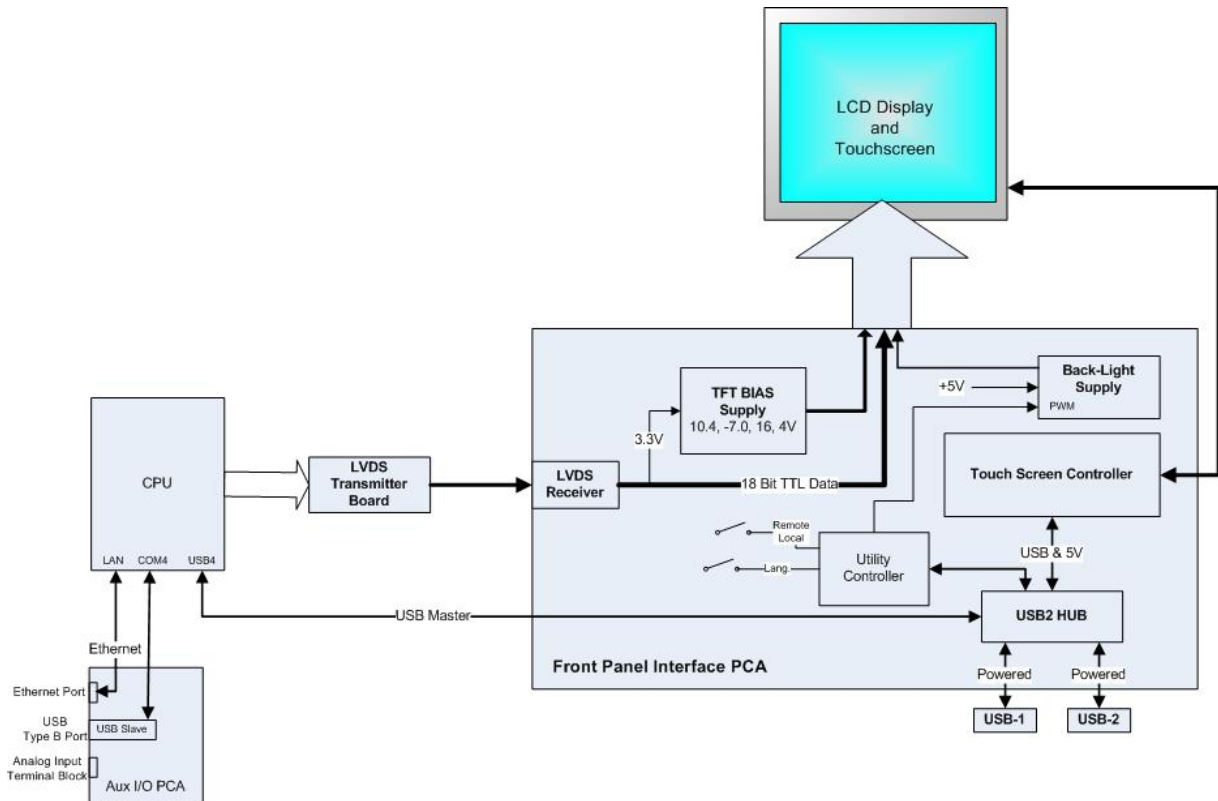 LCD Display
and
Touchscreen
TFT BIAS
Supply
10.4, -7.0, 16, 4V
+5V
Back-Light
Supply
PWM
3.3V
CPU
LAN
COM4
USB4
LVDS
Transmitter
Board
LVDS
Receiver
18 Bit TTL Data
Touch Screen Controller
Remote
Local
Lang.
Utility
Controller
USB & 5V
USB2 HUB
USB Master
Front Panel Interface PCA
Powered
Powered
USB-1
USB-2
Ethernet
Ethernet Port
USB
Type B Port
USB Slave
Analog Input
Terminal Block
Aux I/O PCA